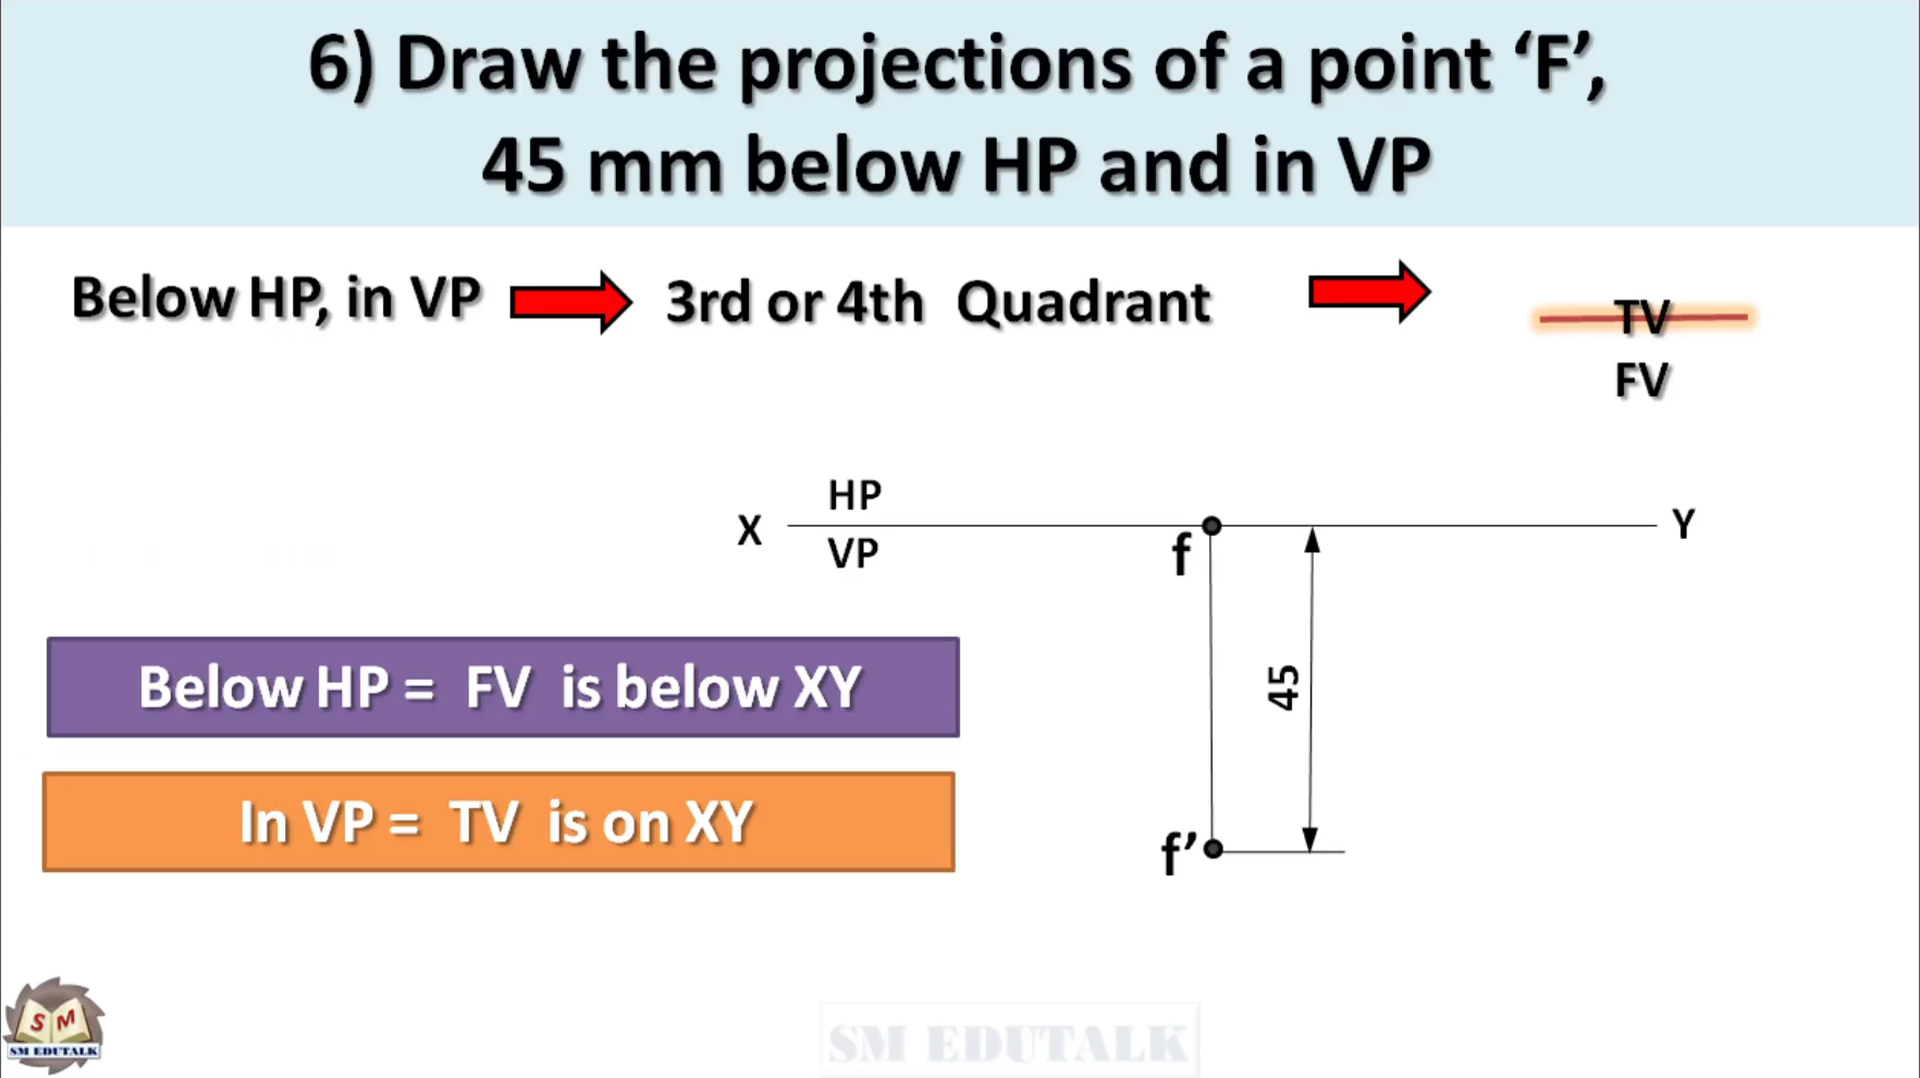 6) Draw the projections of a point ‘F’,
45 mm below HP and in VP
Below HP, in VP
3rd or 4th Quadrant
TV
FV
HP
X
Y
VP
f
45
f’
Below HP = FV is below XY
In VP = TV is on XY
S M
SM EDUTALK
SM EDUTALK